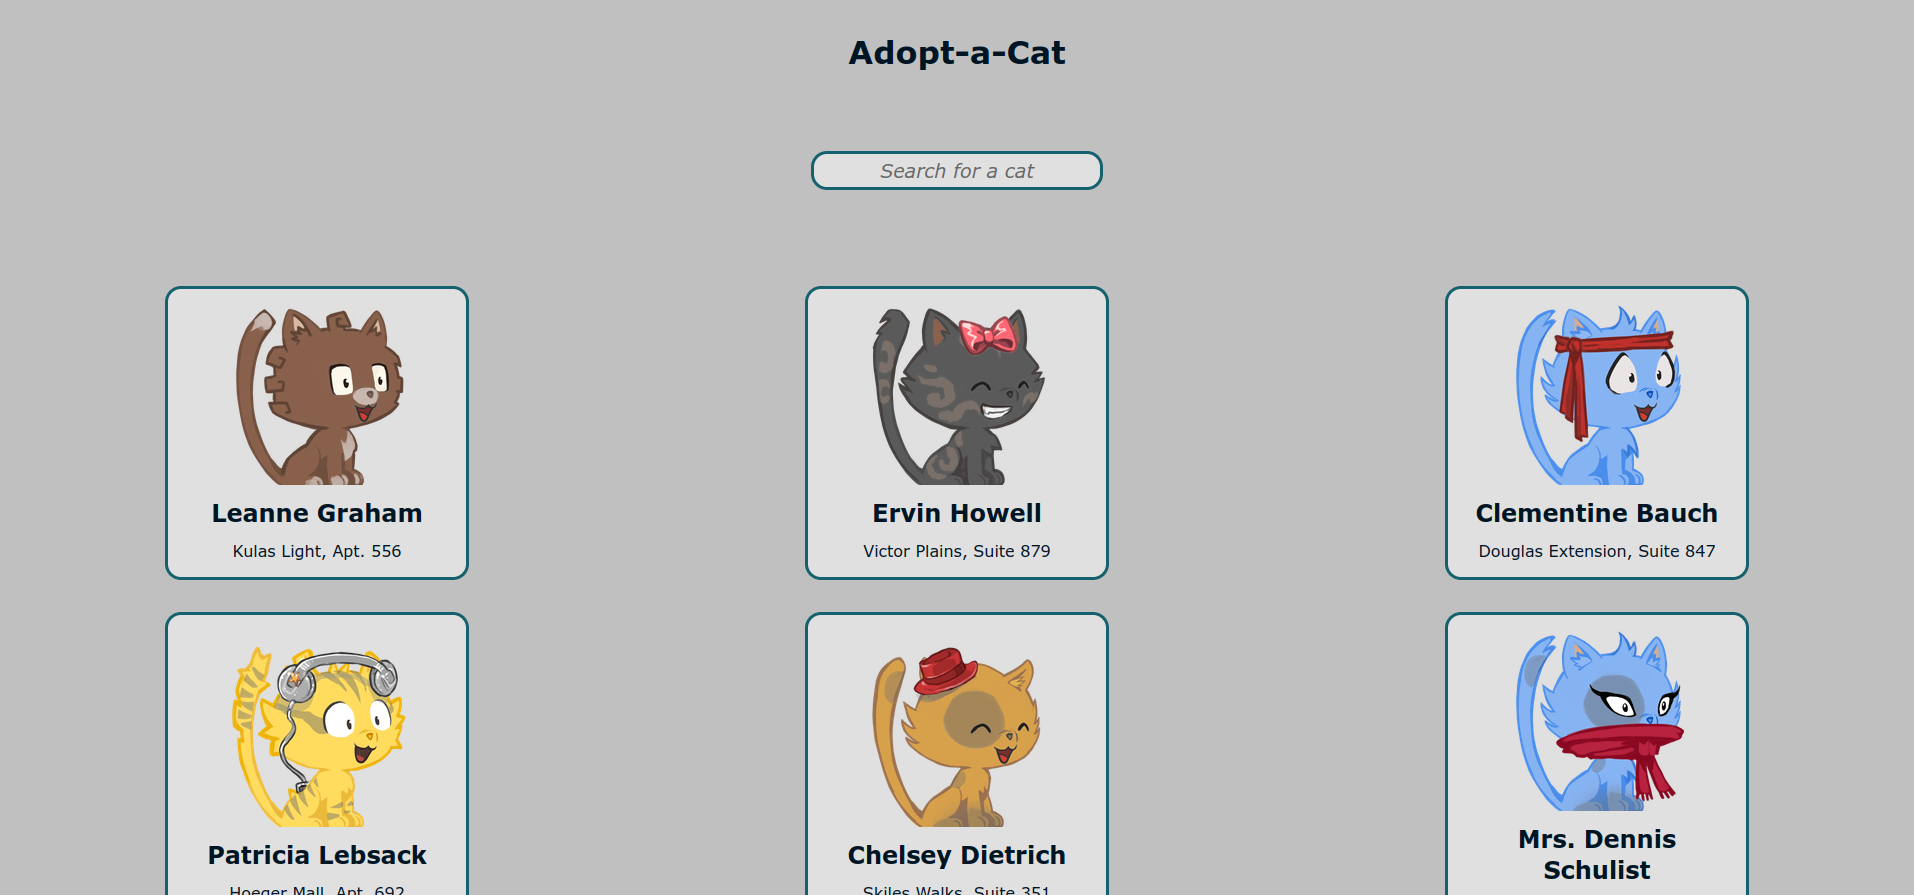 Adopt-a-Cat
Search for a cat
Leanne Graham
Kulas Light, Apt. 556
Ervin Howell
Victor Plains, Suite 879
Clementine Bauch
Douglas Extension, Suite 847
Patricia Lebsack
Hoeger Mall, Apt. 692
Chelsey Dietrich
Skiles Walks, Suite 351
Mrs. Dennis
Schulist